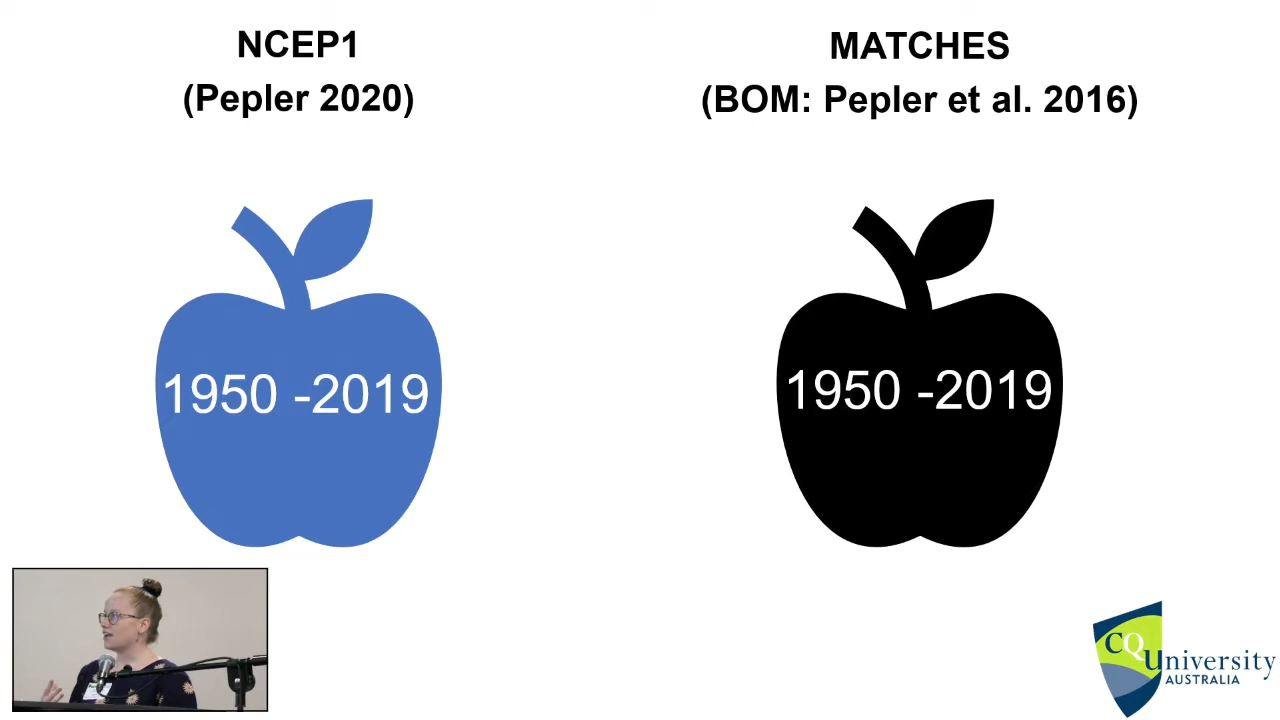 NCEP1
(Pepler 2020)
MATCHES
(BOM: Pepler et al. 2016)
1950 -2019
1950 -2019
CQUniversity
AUSTRALIA